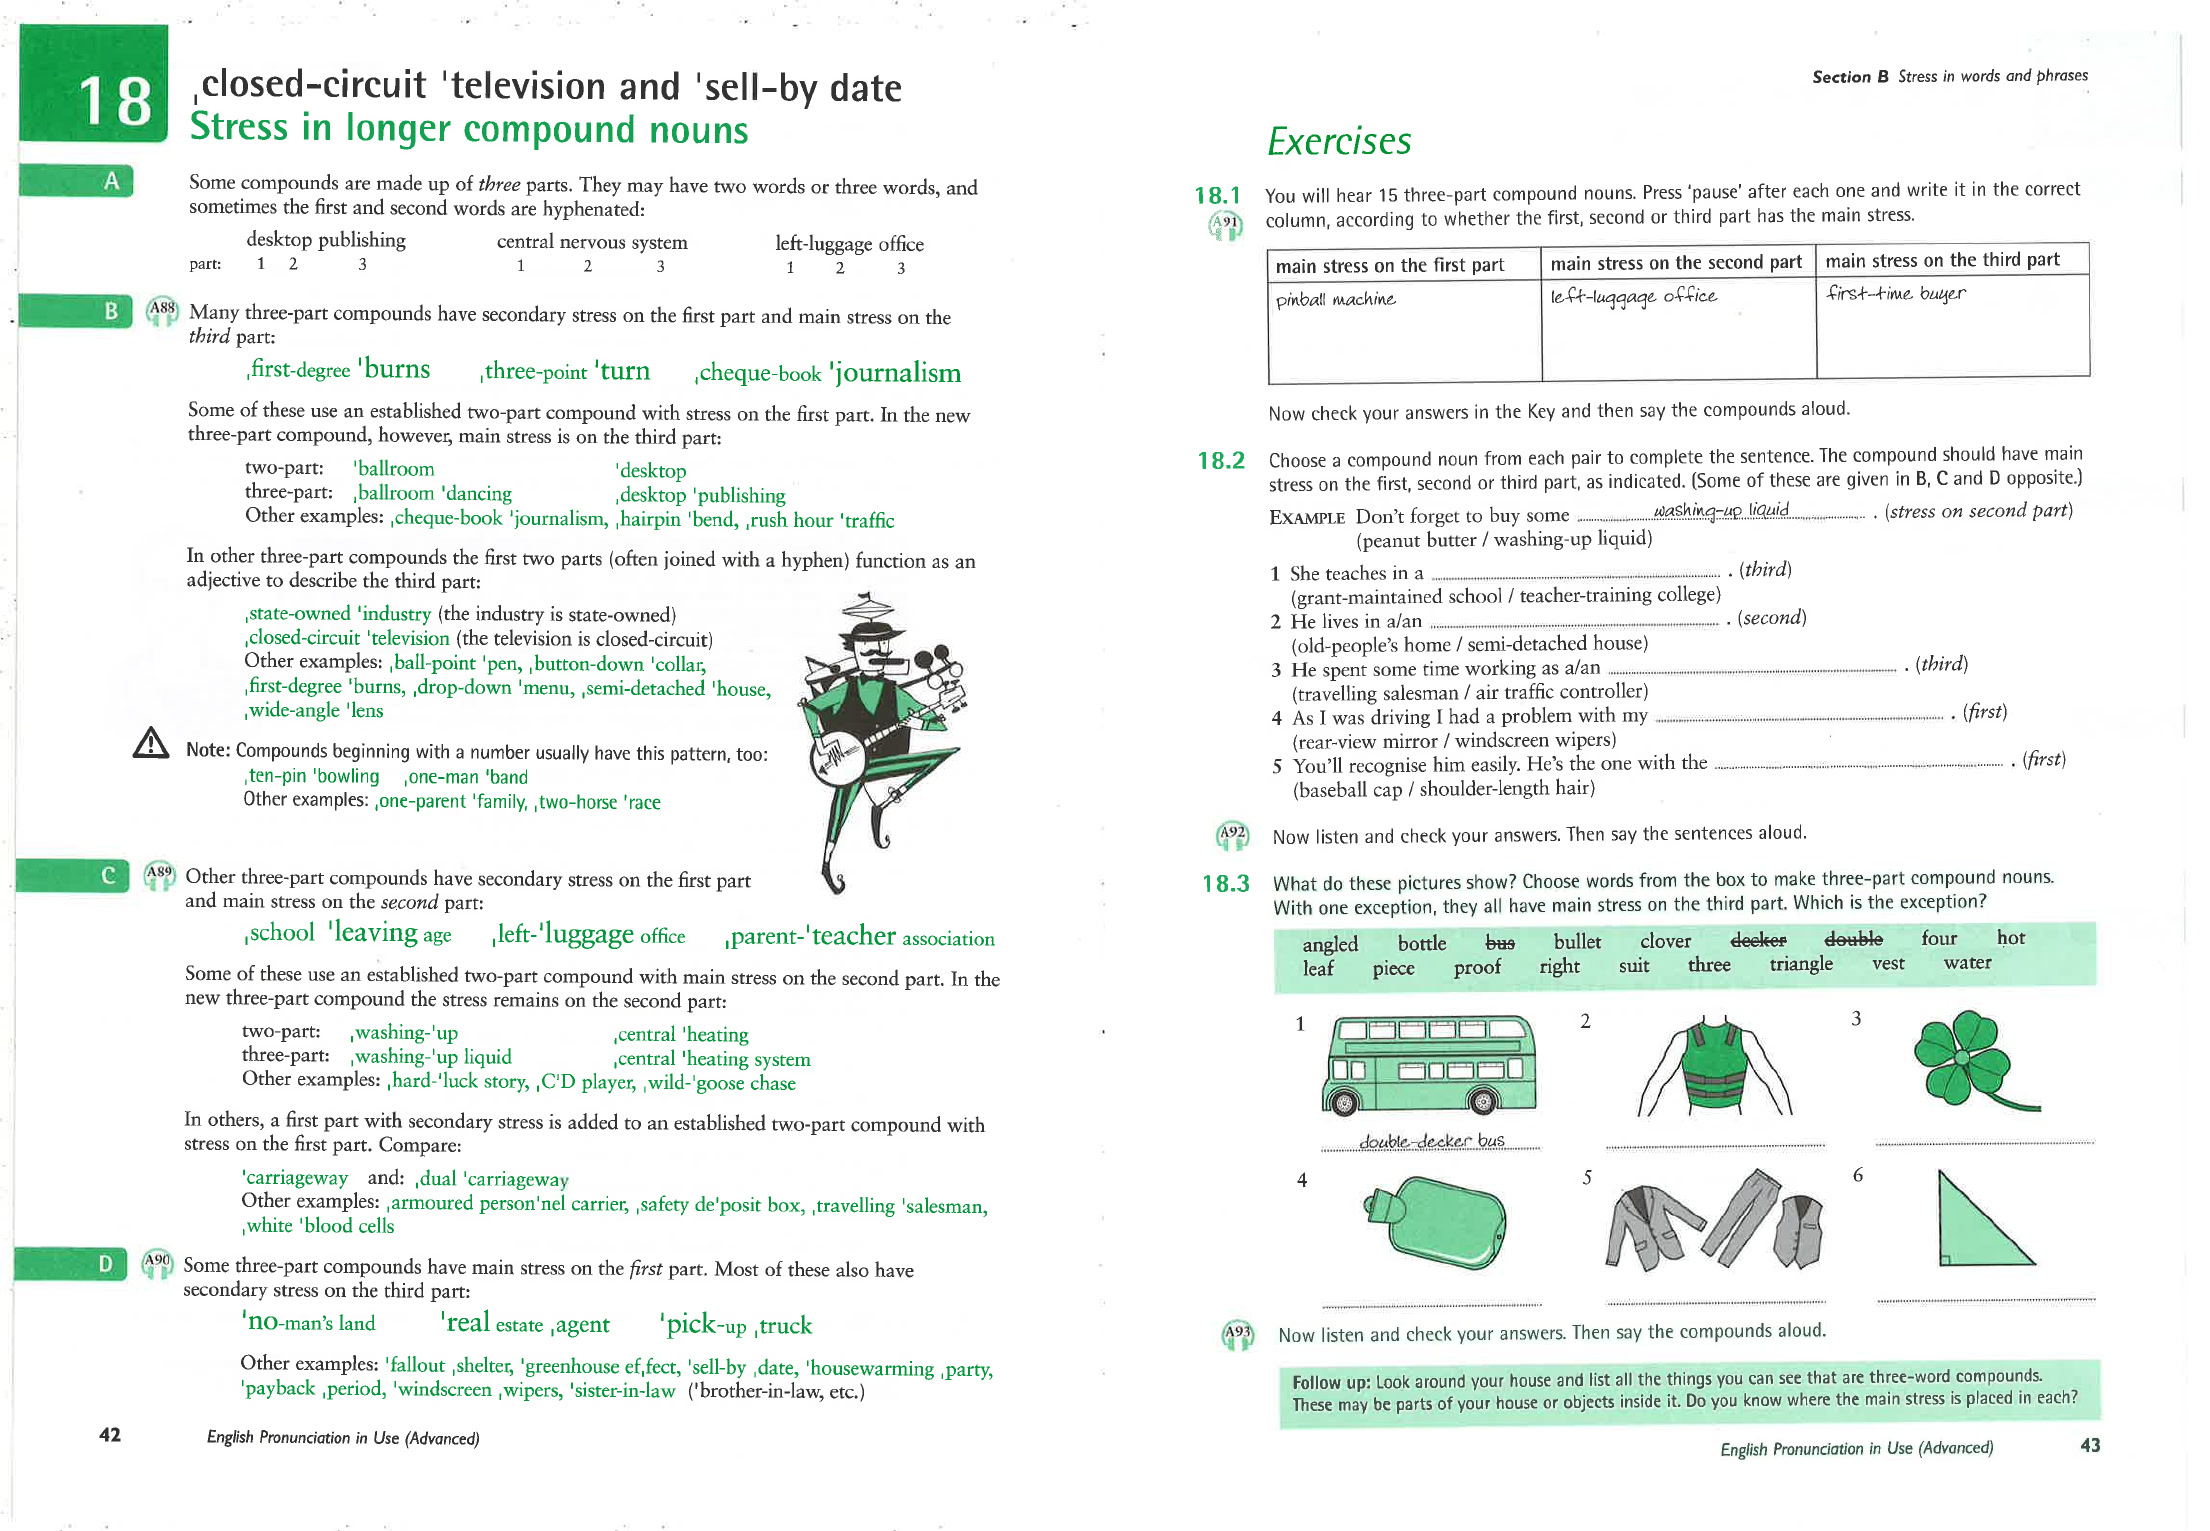 18
ˌclosed-circuit ˈtelevision and ˈsell-by date
Stress in longer compound nouns
A
Some compounds are made up of three parts. They may have two words or three words, and
sometimes the first and second words are hyphenated:
desktop publishing central nervous system left-luggage office
part: 1 2 3 1 2 3 1 2 3
B
A88
Many three-part compounds have secondary stress on the first part and main stress on the
third part:
ˌfirst-degree ˈburns ˌthree-point ˈturn ˌcheque-book ˈjournalism
Some of these use an established two-part compound with stress on the first part. In the new
three-part compound, however, main stress is on the third part:
two-part: ˈballroom ˈdesktop
three-part: ˌballroom ˈdancing ˌdesktop ˈpublishing
Other examples: ˌcheque-book ˈjournalism, ˌhairpin ˈbend, ˌrush hour ˈtraffic
In other three-part compounds the first two parts (often joined with a hyphen) function as an
adjective to describe the third part:
ˌstate-owned ˈindustry (the industry is state-owned)
ˌclosed-circuit ˈtelevision (the television is closed-circuit)
Other examples: ˌball-point ˈpen, ˌbutton-down ˈcollar,
ˌfirst-degree ˈburns, ˌdrop-down ˈmenu, ˌsemi-detached ˈhouse,
ˌwide-angle ˈlens
Note: Compounds beginning with a number usually have this pattern, too:
ˌten-pin ˈbowling ˌone-man ˈband
Other examples: ˌone-parent ˈfamily, ˌtwo-horse ˈrace
C
A89
Other three-part compounds have secondary stress on the first part
and main stress on the second part:
ˌschool ˈleaving age ˌleft-ˈluggage office ˌparent-ˈteacher association
Some of these use an established two-part compound with main stress on the second part. In the
new three-part compound the stress remains on the second part:
two-part: ˌwashing-ˈup ˌcentral ˈheating
three-part: ˌwashing-ˈup liquid ˌcentral ˈheating system
Other examples: ˌhard-ˈluck story, ˌCˈD player, ˌwild-ˈgoose chase
In others, a first part with secondary stress is added to an established two-part compound with
stress on the first part. Compare:
ˈcarriageway and: ˌdual ˈcarriageway
Other examples: ˌarmoured personˈnel carrier, ˌsafety deˈposit box, ˌtravelling ˈsalesman,
ˌwhite ˈblood cells
D
A90
Some three-part compounds have main stress on the first part. Most of these also have
secondary stress on the third part:
ˈno-man's land ˈreal estate ˌagent ˈpick-up ˌtruck
Other examples: ˈfallout ˌshelter, ˈgreenhouse efˌfect, ˈsell-by ˌdate, ˈhousewarming ˌparty,
ˈpayback ˌperiod, ˈwindscreen ˌwipers, ˈsister-in-law (ˈbrother-in-law, etc.)
42 English Pronunciation in Use (Advanced)
Section B Stress in words and phrases
Exercises
18.1 You will hear 15 three-part compound nouns. Press 'pause' after each one and write it in the correct
A91 column, according to whether the first, second or third part has the main stress.
main stress on the first part main stress on the second part main stress on the third part
pinball machine left-luggage office first-time buyer
Now check your answers in the Key and then say the compounds aloud.
18.2 Choose a compound noun from each pair to complete the sentence. The compound should have main
stress on the first, second or third part, as indicated. (Some of these are given in B, C and D opposite.)
EXAMPLE Don't forget to buy some washing-up liquid . (stress on second part)
(peanut butter / washing-up liquid)
1 She teaches in a . (third)
(grant-maintained school / teacher-training college)
2 He lives in a/an . (second)
(old-people's home / semi-detached house)
3 He spent some time working as a/an . (third)
(travelling salesman / air traffic controller)
4 As I was driving I had a problem with my . (first)
(rear-view mirror / windscreen wipers)
5 You'll recognise him easily. He's the one with the . (first)
(baseball cap / shoulder-length hair)
A92 Now listen and check your answers. Then say the sentences aloud.
18.3 What do these pictures show? Choose words from the box to make three-part compound nouns.
With one exception, they all have main stress on the third part. Which is the exception?
angled bottle bus bullet clover decker double four hot
leaf piece proof right suit three triangle vest water
1 2 3
double-decker bus
4 5 6
A93 Now listen and check your answers. Then say the compounds aloud.
Follow up: Look around your house and list all the things you can see that are three-word compounds.
These may be parts of your house or objects inside it. Do you know where the main stress is placed in each?
English Pronunciation in Use (Advanced) 43